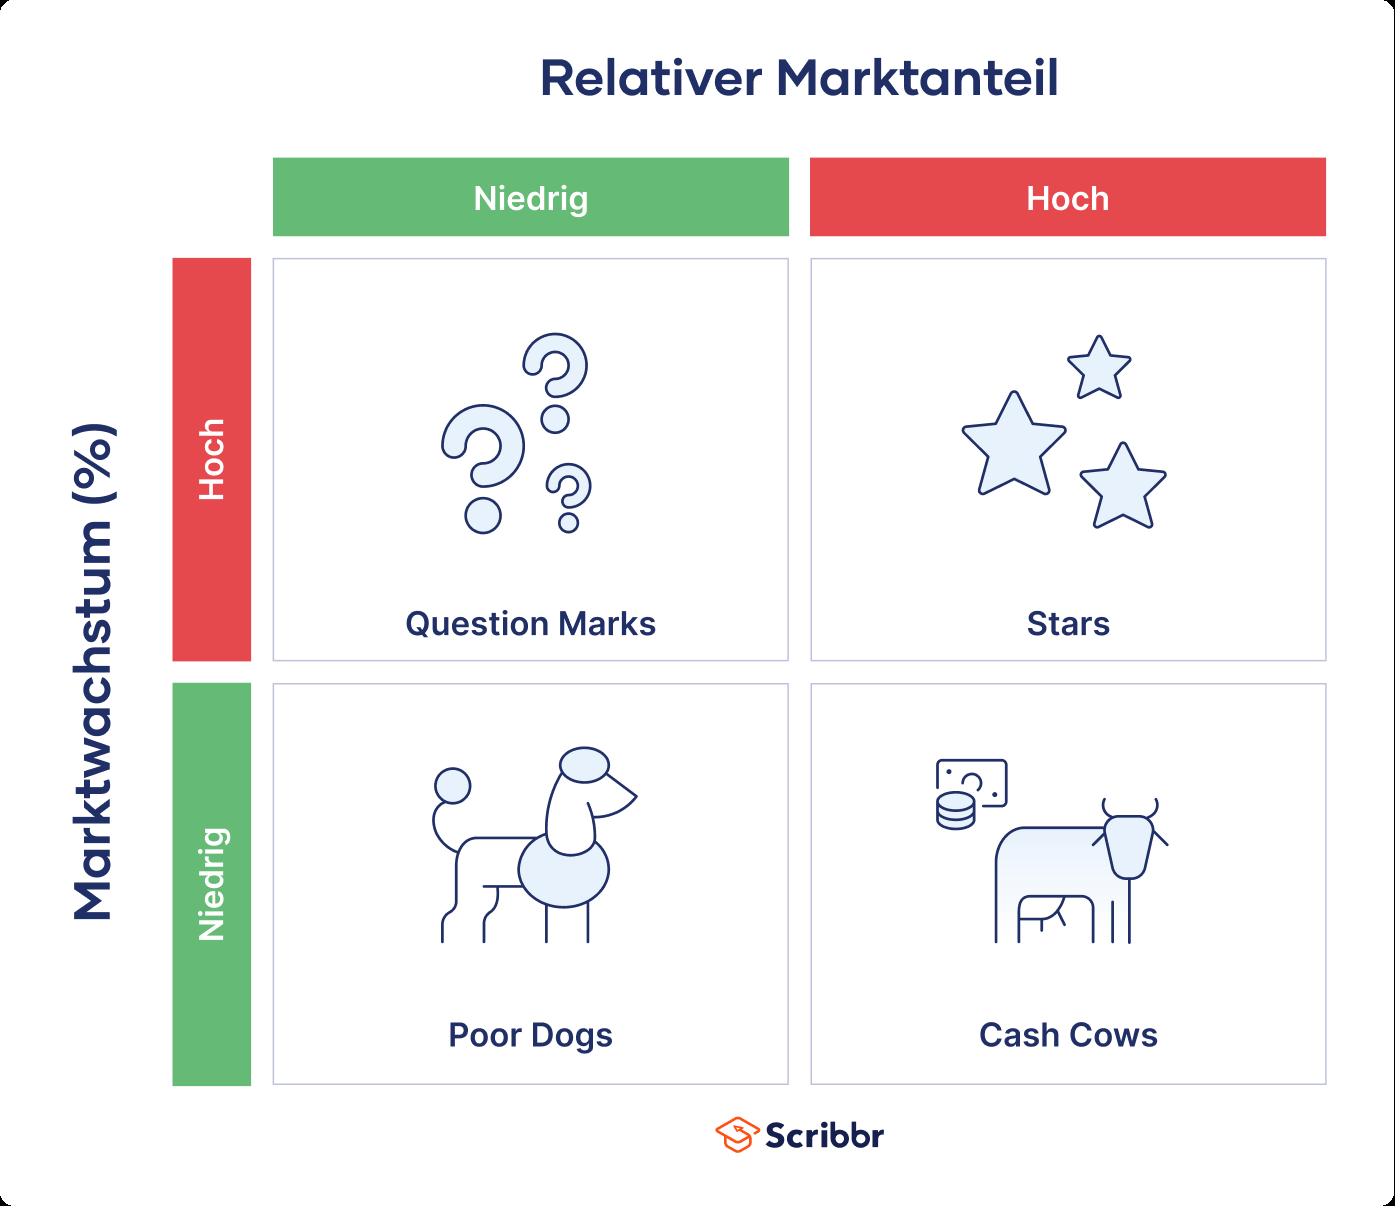 Relativer Marktanteil
Niedrig
Hoch
Marktwachstum (%)
Hoch
Question Marks
Stars
Niedrig
Poor Dogs
Cash Cows
Scribbr